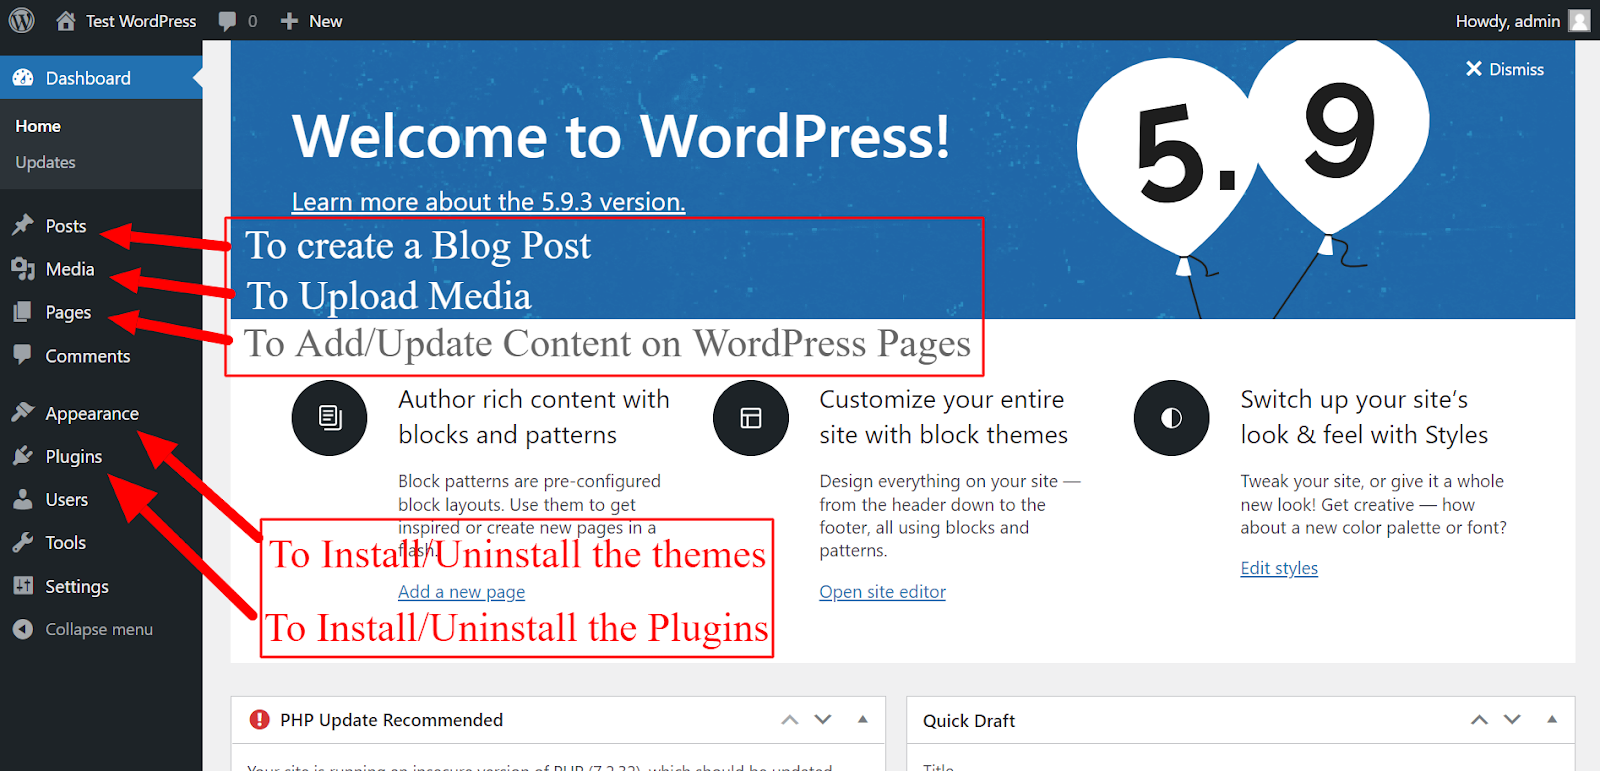 Test WordPress 0 New Howdy, admin
Dashboard
Home
Updates
Posts
Media
Pages
Comments
Appearance
Plugins
Users
Tools
Settings
Collapse menu
Dismiss
5.9
Welcome to WordPress!
Learn more about the 5.9.3 version.
To create a Blog Post
To Upload Media
To Add/Update Content on WordPress Pages
Author rich content with
blocks and patterns
Block patterns are pre-configured
block layouts. Use them to get
inspired or create new pages in a
flash.
Add a new page
Customize your entire
site with block themes
Design everything on your site —
from the header down to the
footer, all using blocks and
patterns.
Open site editor
Switch up your site’s
look & feel with Styles
Tweak your site, or give it a whole
new look! Get creative — how
about a new color palette or font?
Edit styles
To Install/Uninstall the themes
To Install/Uninstall the Plugins
PHP Update Recommended
Your site is running an insecure version of PHP (7.2.32), which should be updated.
Quick Draft
Title